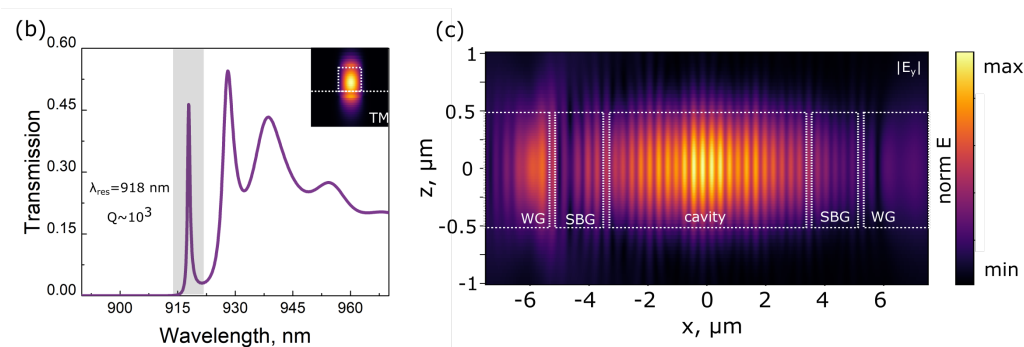 (b)
0.60
0.45
0.30
0.15
0.00
Transmission
λres=918 nm
Q~10³
TM
900
915
930
945
960
Wavelength, nm
(c)
|Ey|
1
0.5
0
-0.5
-1
z, μm
WG
SBG
cavity
SBG
WG
-6
-4
-2
0
2
4
6
x, μm
max
norm E
min